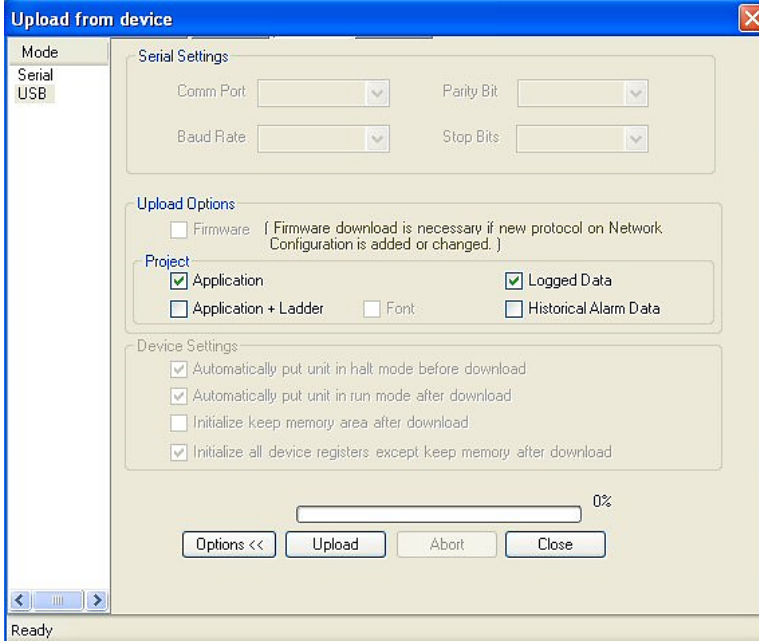 Upload from device
Mode
Serial
USB
Serial Settings
Comm Port
Parity Bit
Baud Rate
Stop Bits
Upload Options
Firmware ( Firmware download is necessary if new protocol on Network
Configuration is added or changed. )
Project
Application
Logged Data
Application + Ladder
Font
Historical Alarm Data
Device Settings
Automatically put unit in halt mode before download
Automatically put unit in run mode after download
Initialize keep memory area after download
Initialize all device registers except keep memory after download
0%
Options <<
Upload
Abort
Close
Ready